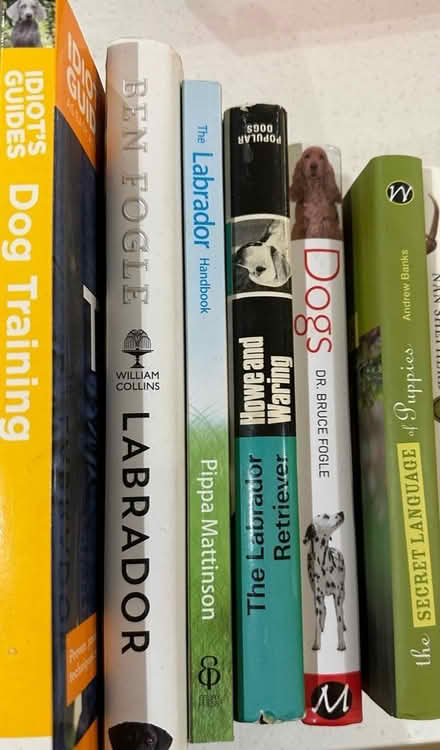 IDIOT'S
GUIDES
Dog Training
IDIOT'S
GUIDES
BEN FOGLE
WILLIAM
COLLINS
LABRADOR
The Labrador Handbook
Pippa Mattinson
POPULAR
DOGS
Howe and
Waring
The Labrador
Retriever
Dogs
DR. BRUCE FOGLE
M
W
Andrew Banks
the SECRET LANGUAGE of Puppies